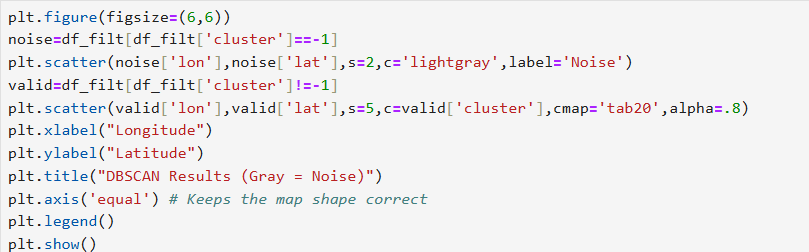 plt.figure(figsize=(6,6))
noise=df_filt[df_filt['cluster']==-1]
plt.scatter(noise['lon'],noise['lat'],s=2,c='lightgray',label='Noise')
valid=df_filt[df_filt['cluster']!=-1]
plt.scatter(valid['lon'],valid['lat'],s=5,c=valid['cluster'],cmap='tab20',alpha=.8)
plt.xlabel("Longitude")
plt.ylabel("Latitude")
plt.title("DBSCAN Results (Gray = Noise)")
plt.axis('equal') # Keeps the map shape correct
plt.legend()
plt.show()